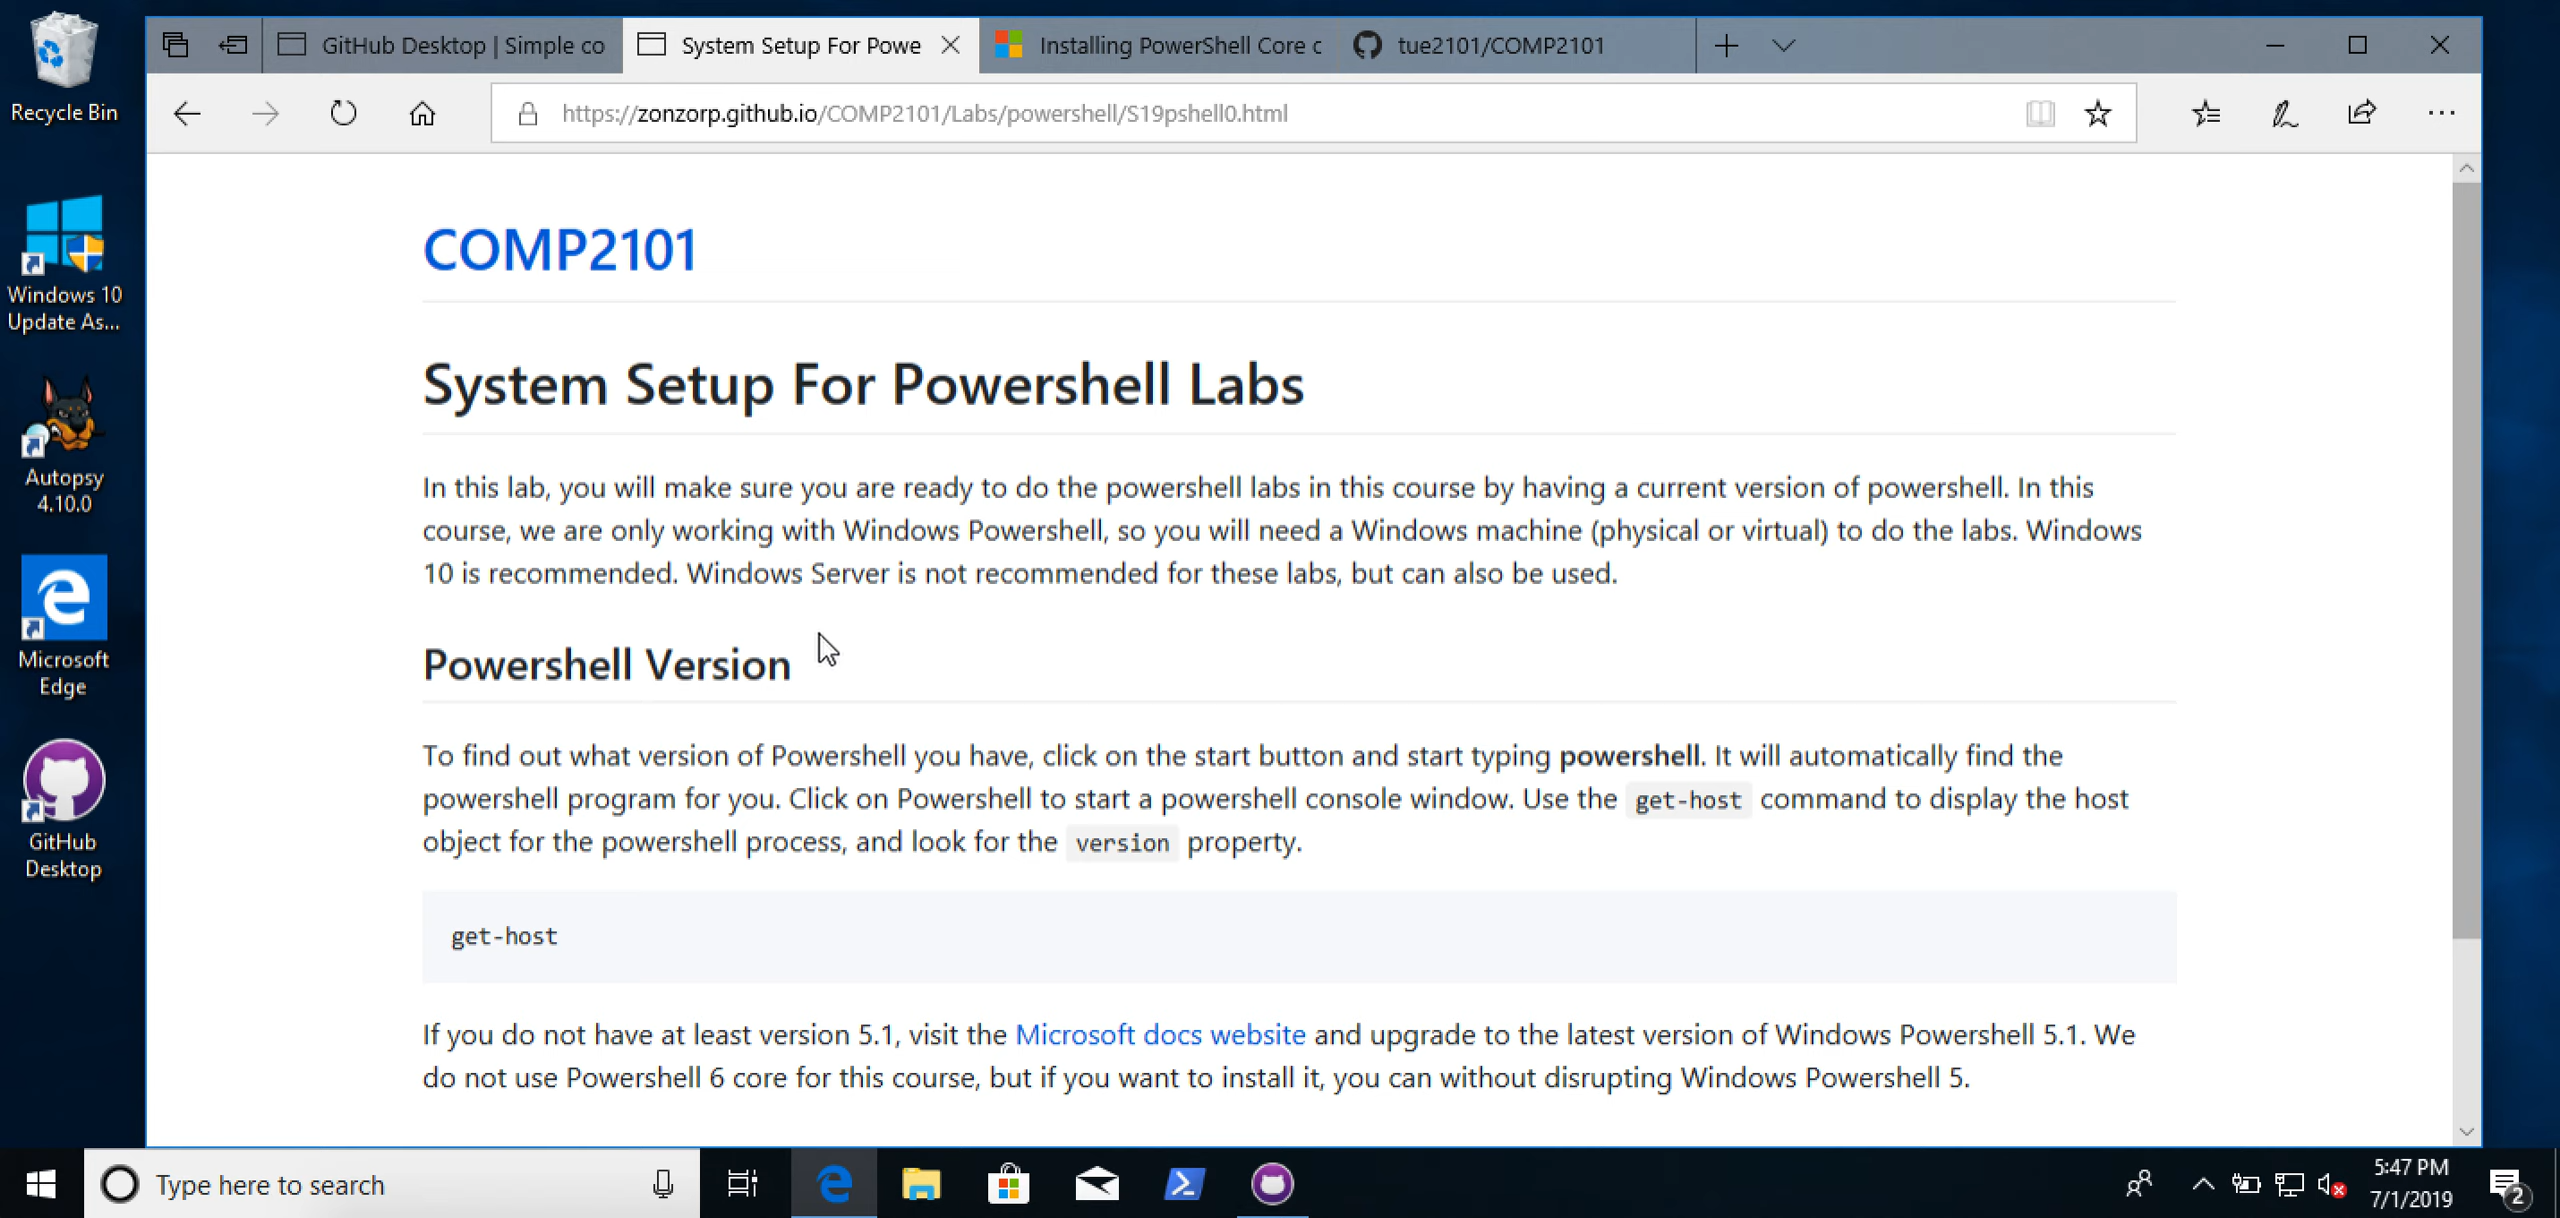 GitHub Desktop | Simple co
System Setup For Powe
Installing PowerShell Core c
tue2101/COMP2101
https://zonzorp.github.io/COMP2101/Labs/powershell/S19pshell0.html
Recycle Bin
Windows 10
Update As...
Autopsy
4.10.0
Microsoft
Edge
GitHub
Desktop
COMP2101
System Setup For Powershell Labs
In this lab, you will make sure you are ready to do the powershell labs in this course by having a current version of powershell. In this
course, we are only working with Windows Powershell, so you will need a Windows machine (physical or virtual) to do the labs. Windows
10 is recommended. Windows Server is not recommended for these labs, but can also be used.
Powershell Version
To find out what version of Powershell you have, click on the start button and start typing powershell. It will automatically find the
powershell program for you. Click on Powershell to start a powershell console window. Use the get-host command to display the host
object for the powershell process, and look for the version property.
get-host
If you do not have at least version 5.1, visit the Microsoft docs website and upgrade to the latest version of Windows Powershell 5.1. We
do not use Powershell 6 core for this course, but if you want to install it, you can without disrupting Windows Powershell 5.
Type here to search
5:47 PM
7/1/2019
2